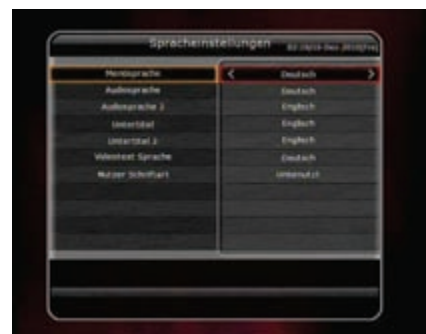 Spracheinstellungen
Menüsprache < Deutsch >
Audiosprache Deutsch
Audiosprache 2 Englisch
Untertitel Englisch
Untertitel 2 Englisch
Videotext Sprache Deutsch
Nutzer Schriftart Unbenutzt